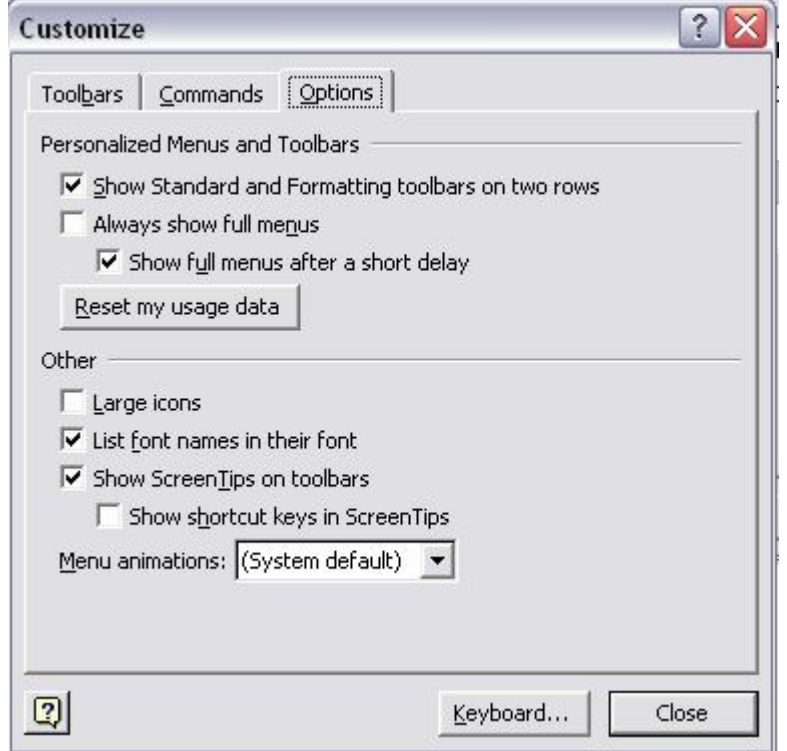 Customize
Toolbars Commands Options
Personalized Menus and Toolbars
Show Standard and Formatting toolbars on two rows
Always show full menus
Show full menus after a short delay
Reset my usage data
Other
Large icons
List font names in their font
Show ScreenTips on toolbars
Show shortcut keys in ScreenTips
Menu animations: (System default)
Keyboard... Close